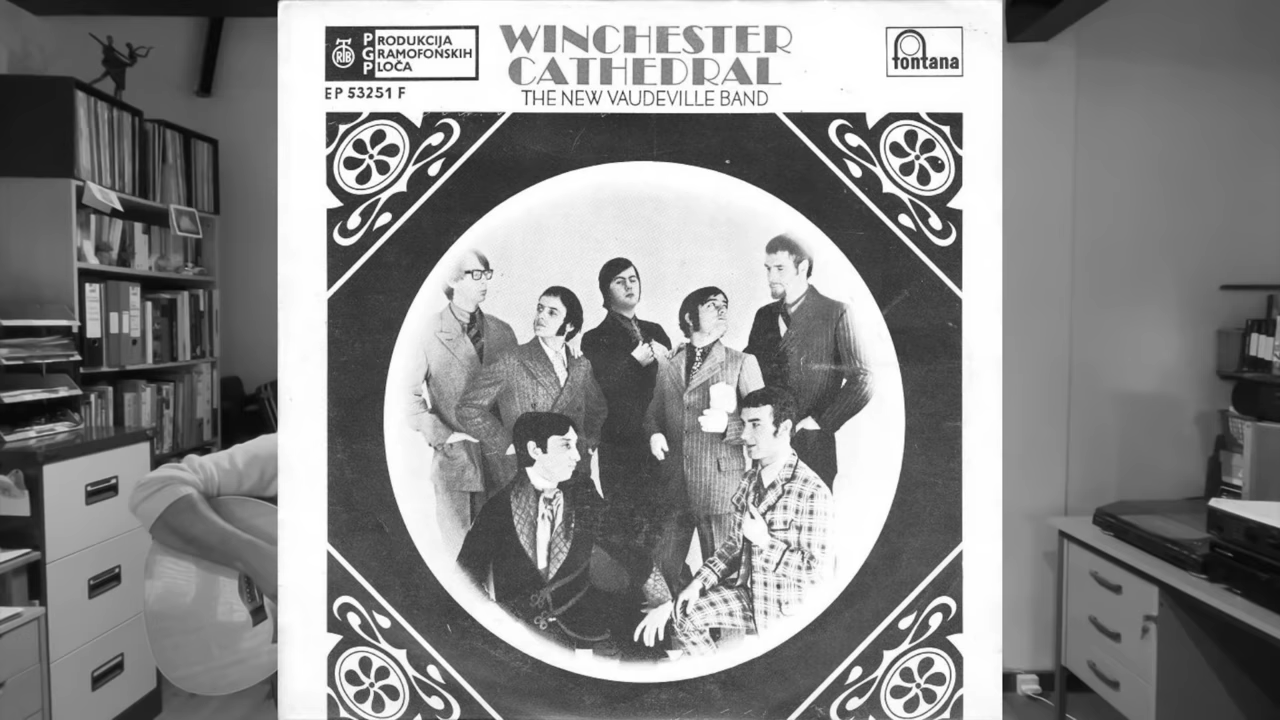 PRODUKCIJA
GRAMOFONSKIH
PLOČA
RTB
EP 53251 F
WINCHESTER
CATHEDRAL
THE NEW VAUDEVILLE BAND
fontana